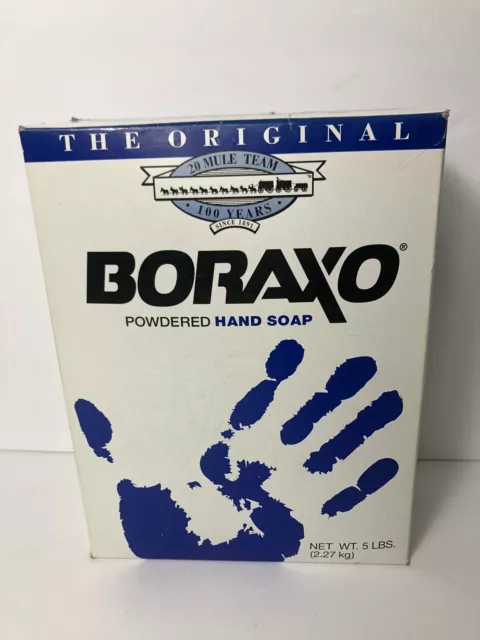 THE ORIGINAL
20 MULE TEAM
100 YEARS
SINCE 1891
BORAXO®
POWDERED HAND SOAP
NET WT. 5 LBS.
(2.27 kg)